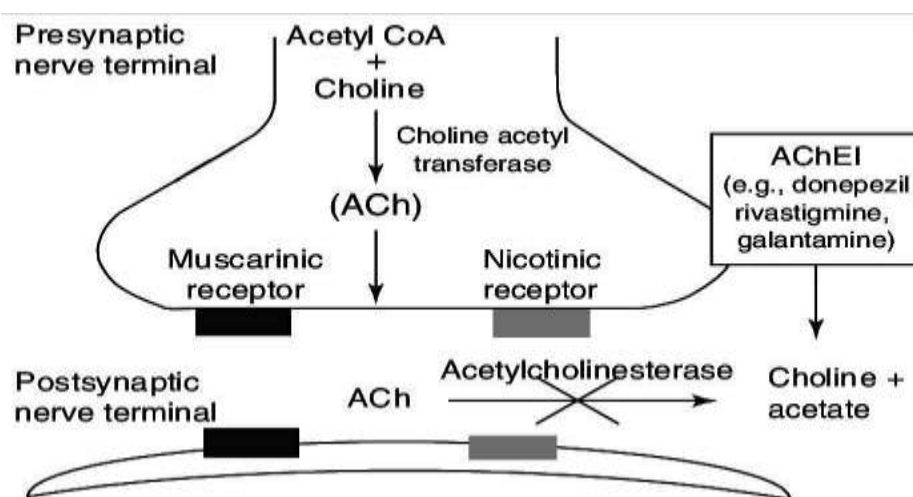 Presynaptic
nerve terminal
Acetyl CoA
+
Choline
Choline acetyl
transferase
(ACh)
AChEI
(e.g., donepezil
rivastigmine,
galantamine)
Muscarinic
receptor
Nicotinic
receptor
Postsynaptic
nerve terminal
ACh
Acetylcholinesterase
Choline +
acetate